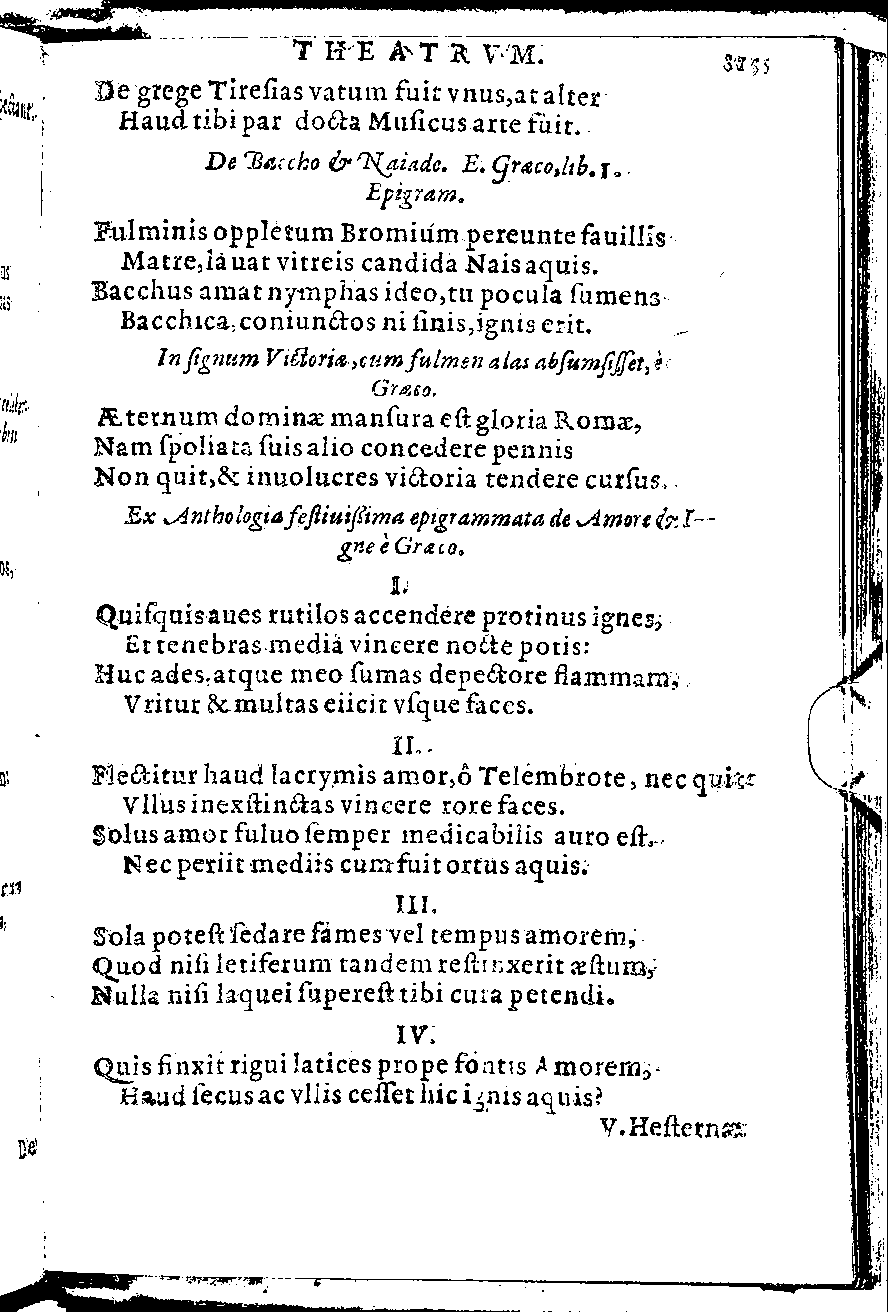 THEATRVM.
De grege Tiresias vatum fuit vnus, at alter
Haud tibi par docta Musicus arte fuit.
De Baccho & Naiade. E. Græco, lib. 1.
Epigram.
Fulminis oppletum Bromium pereunte fauillis
Matre, lauat vitreis candida Nais aquis.
Bacchus amat nymphas ideo, tu pocula sumens
Bacchica, coniunctos ni sinis, ignis erit.
In signum Victoriæ, cum fulmen alas absumsisset, è
Græco.
Æternum dominæ mansura est gloria Romæ,
Nam spoliata suis alio concedere pennis
Non quit, & inuolucres victoria tendere cursus.
Ex Anthologia festiuissima epigrammata de Amore & I-
gne è Græco.
I.
Quisquis aues rutilos accendere protinus ignes,
Et tenebras media vincere nocte potis:
Huc ades, atque meo sumas depectore flammam,
Vritur & multas eiicit vsque faces.
II.
Flectitur haud lacrymis amor, ô Telembrote, nec quitt
Vllus inexstinctas vincere rore faces.
Solus amor fuluo semper medicabilis auro est.
Nec periit mediis cum fuit ortus aquis.
III.
Sola potest sedare fames vel tempus amorem,
Quod nisi letiferum tandem restinxerit æstum,
Nulla nisi laquei superest tibi cura petendi.
IV.
Quis finxit rigui latices prope fontis Amorem,
Haud secus ac vllis cesset hic ignis aquis?
V. Hesternæ
De